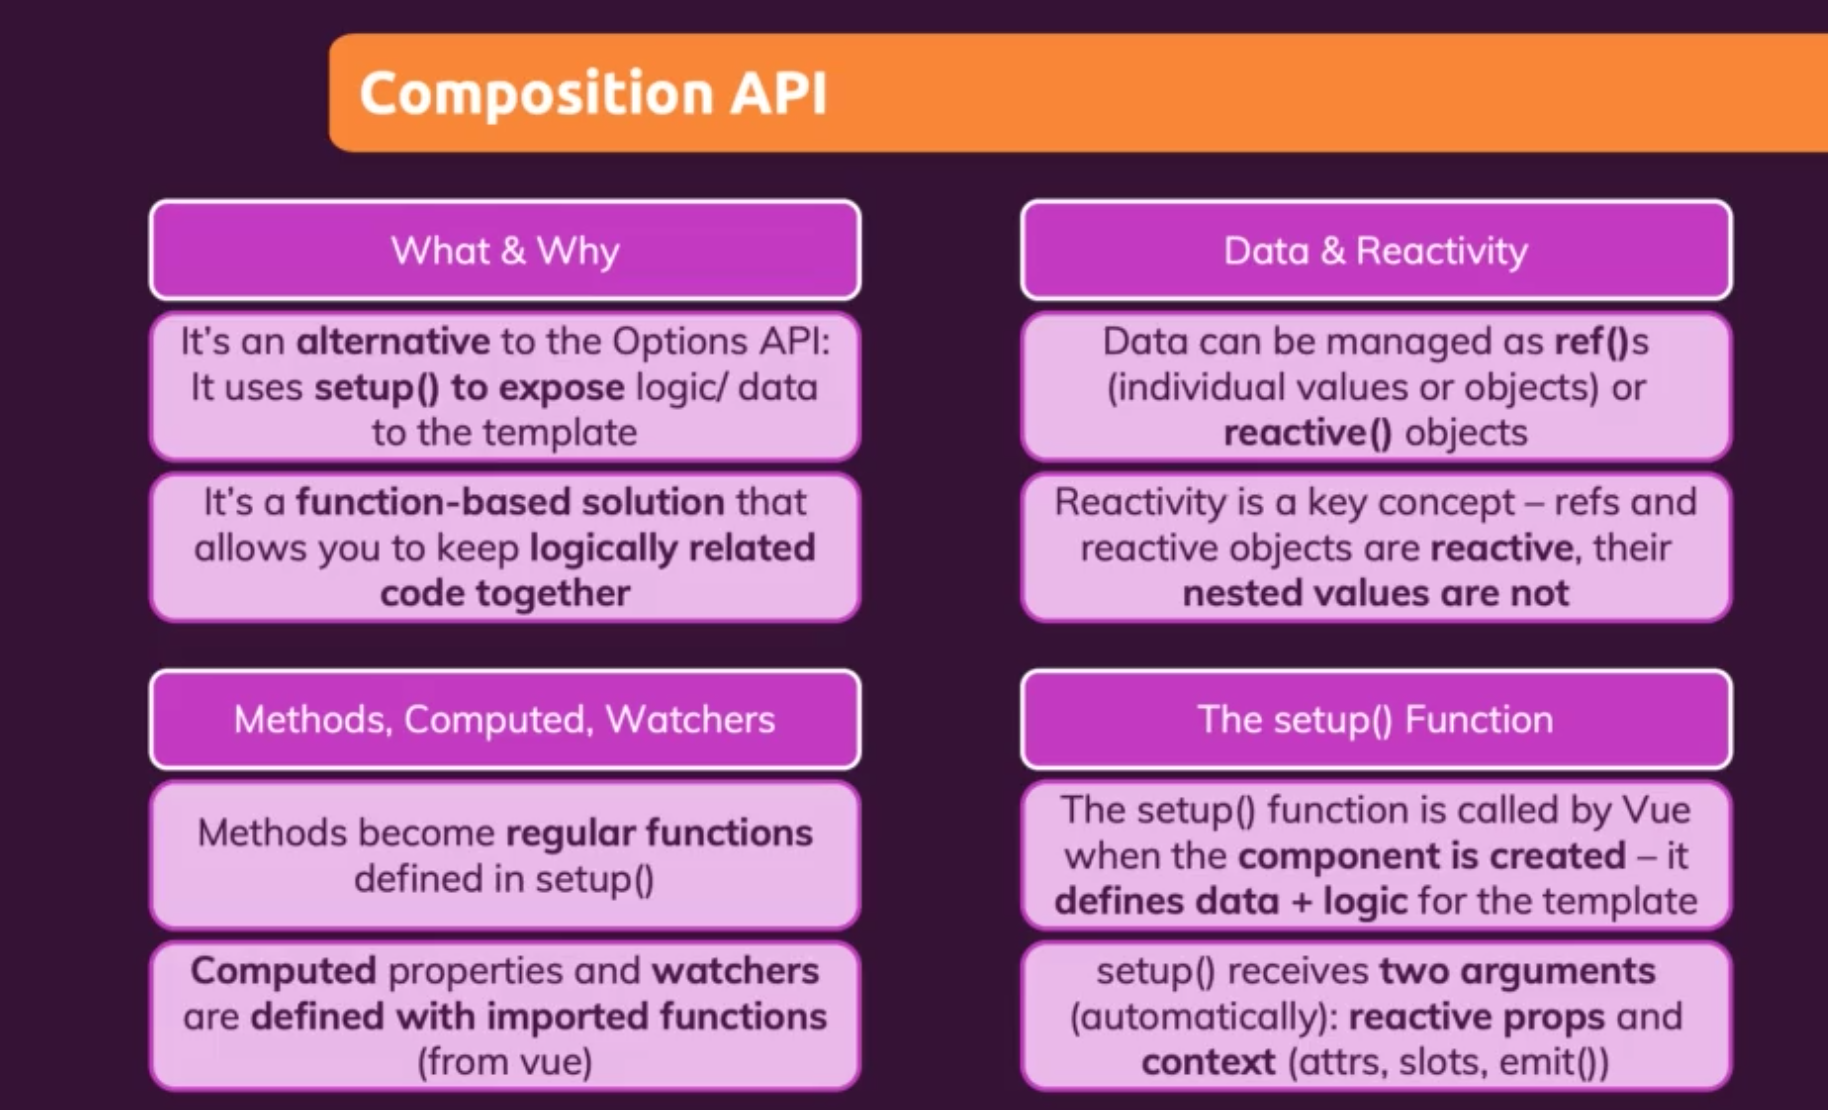 Composition API
What & Why
It's an alternative to the Options API:
It uses setup() to expose logic/ data
to the template
It's a function-based solution that
allows you to keep logically related
code together
Data & Reactivity
Data can be managed as ref()s
(individual values or objects) or
reactive() objects
Reactivity is a key concept – refs and
reactive objects are reactive, their
nested values are not
Methods, Computed, Watchers
Methods become regular functions
defined in setup()
Computed properties and watchers
are defined with imported functions
(from vue)
The setup() Function
The setup() function is called by Vue
when the component is created – it
defines data + logic for the template
setup() receives two arguments
(automatically): reactive props and
context (attrs, slots, emit())